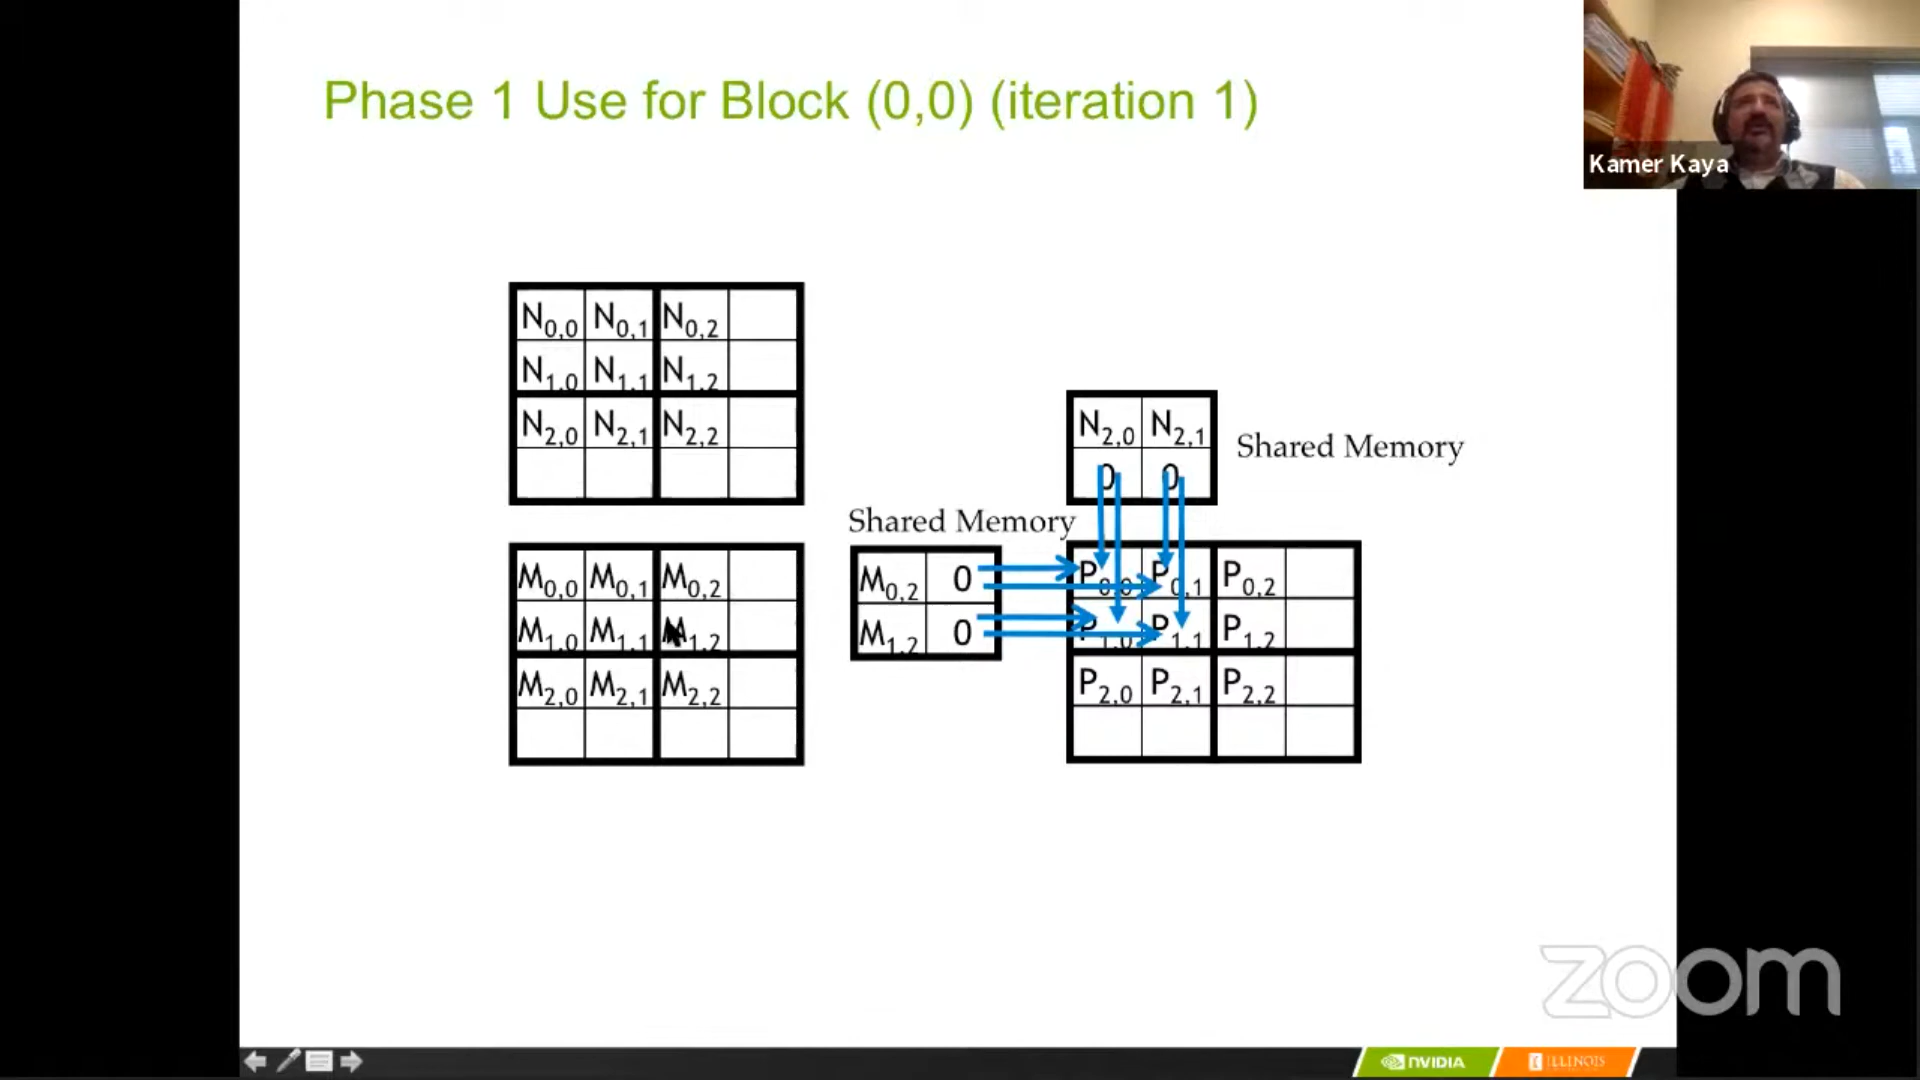 Phase 1 Use for Block (0,0) (iteration 1)
Kamer Kaya
N0,0 N0,1 N0,2
N1,0 N1,1 N1,2
N2,0 N2,1 N2,2
N2,0 N2,1
0 0
Shared Memory
Shared Memory
M0,0 M0,1 M0,2
M1,0 M1,1 M1,2
M2,0 M2,1 M2,2
M0,2 0
M1,2 0
P0,0 P0,1 P0,2
P1,0 P1,1 P1,2
P2,0 P2,1 P2,2
zoom
NVIDIA
I ILLINOIS